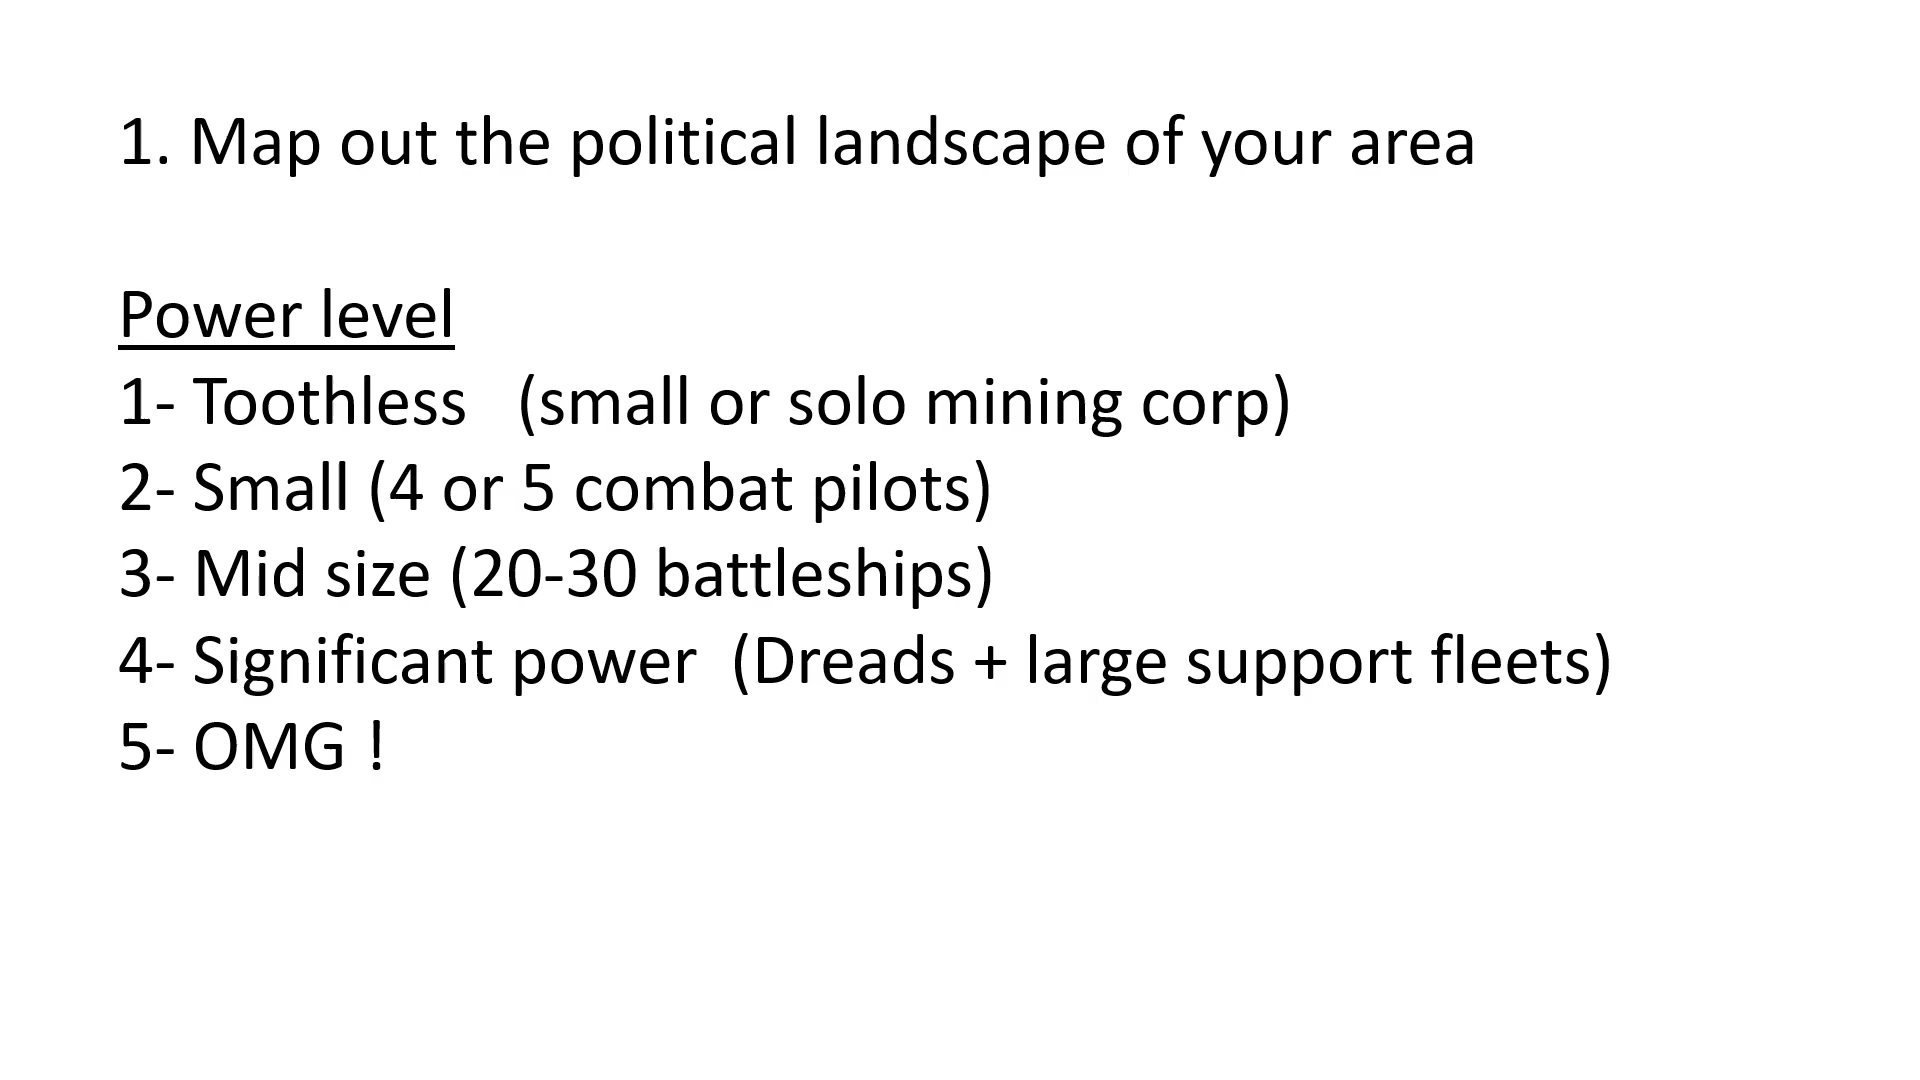 1. Map out the political landscape of your area
Power level
1- Toothless   (small or solo mining corp)
2- Small (4 or 5 combat pilots)
3- Mid size (20-30 battleships)
4- Significant power  (Dreads + large support fleets)
5- OMG !